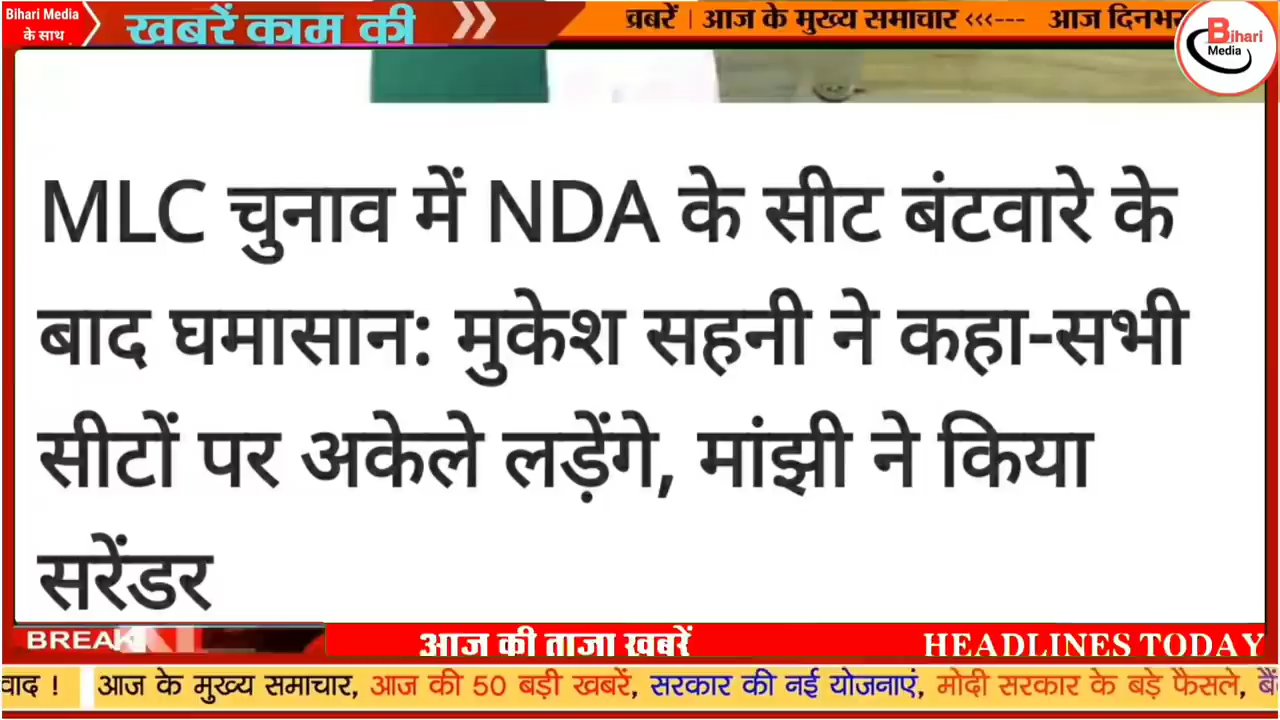 Bihari Media
के साथ
खबरें काम की
आज के मुख्य समाचार ‹‹‹--- आज दिनभर
Bihari
Media
MLC चुनाव में NDA के सीट बंटवारे के
बाद घमासान: मुकेश सहनी ने कहा-सभी
सीटों पर अकेले लड़ेंगे, मांझी ने किया
सरेंडर
आज की ताजा खबरें HEADLINES TODAY
आज के मुख्य समाचार, आज की 50 बड़ी खबरें, सरकार की नई योजनाएं, मोदी सरकार के बड़े फैसले,